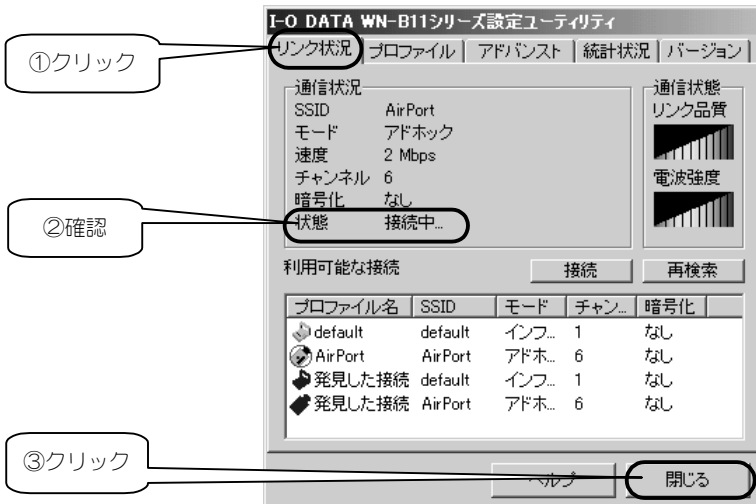 I-O DATA WN-B11シリーズ設定ユーティリティ
リンク状況 プロファイル アドバンスト 統計状況 バージョン
①クリック
通信状況
SSID AirPort
モード アドホック
速度 2 Mbps
チャンネル 6
暗号化 なし
状態 接続中...
②確認
通信状態
リンク品質
電波強度
利用可能な接続
接続 再検索
プロファイル名 SSID モード チャン... 暗号化
default default インフ... 1 なし
AirPort AirPort アドホ... 6 なし
発見した接続 default インフ... 1 なし
発見した接続 AirPort アドホ... 6 なし
③クリック
ヘルプ 閉じる